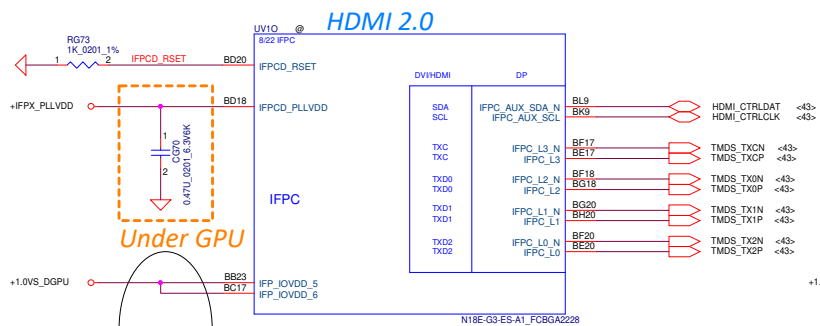 HDMI 2.0
UV1O @
8/22 IFPC
RG73
1K_0201_1%
1 2 IFPCD_RSET BD20 IFPCD_RSET
DVI/HDMI DP
+IFPX_PLLVDD BD18 IFPCD_PLLVDD
SDA IFPC_AUX_SDA_N BL9 HDMI_CTRLDAT <43>
SCL IFPC_AUX_SCL BK9 HDMI_CTRLCLK <43>
1
CG70
0.47U_0201_6.3V6K
2
TXC IFPC_L3_N BF17 TMDS_TXCN <43>
TXC IFPC_L3 BE17 TMDS_TXCP <43>
TXD0 IFPC_L2_N BF18 TMDS_TX0N <43>
TXD0 IFPC_L2 BG18 TMDS_TX0P <43>
IFPC
TXD1 IFPC_L1_N BG20 TMDS_TX1N <43>
TXD1 IFPC_L1 BH20 TMDS_TX1P <43>
Under GPU
TXD2 IFPC_L0_N BF20 TMDS_TX2N <43>
TXD2 IFPC_L0 BE20 TMDS_TX2P <43>
+1.0VS_DGPU BB23 IFP_IOVDD_5
BC17 IFP_IOVDD_6
+1.
N18E-G3-ES-A1_FCBGA2228